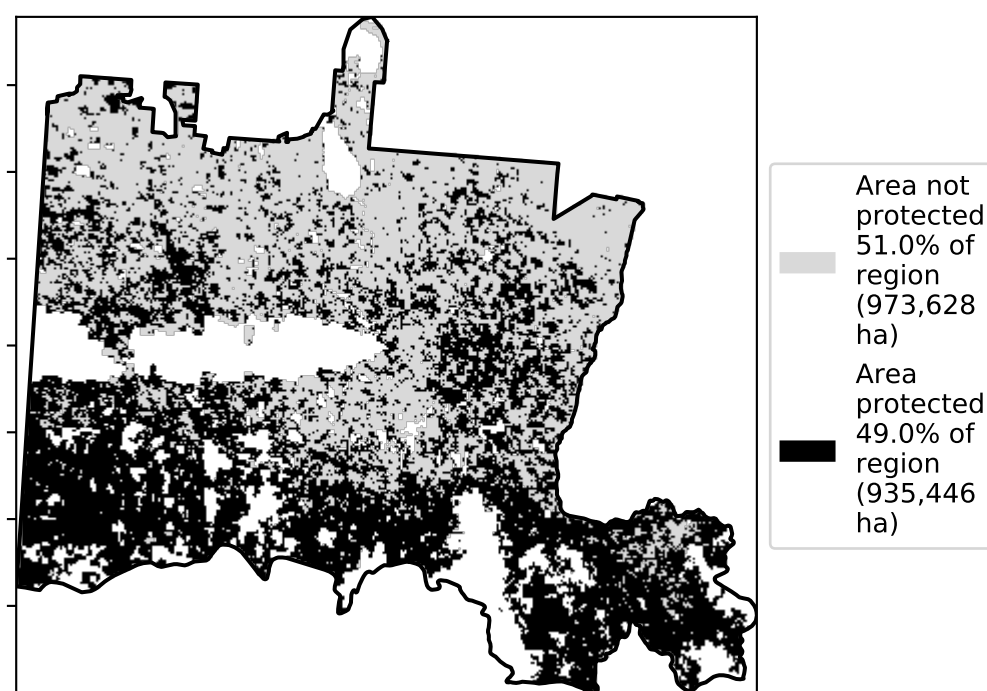 Area not
protected
51.0% of
region
(973,628
ha)
Area
protected
49.0% of
region
(935,446
ha)